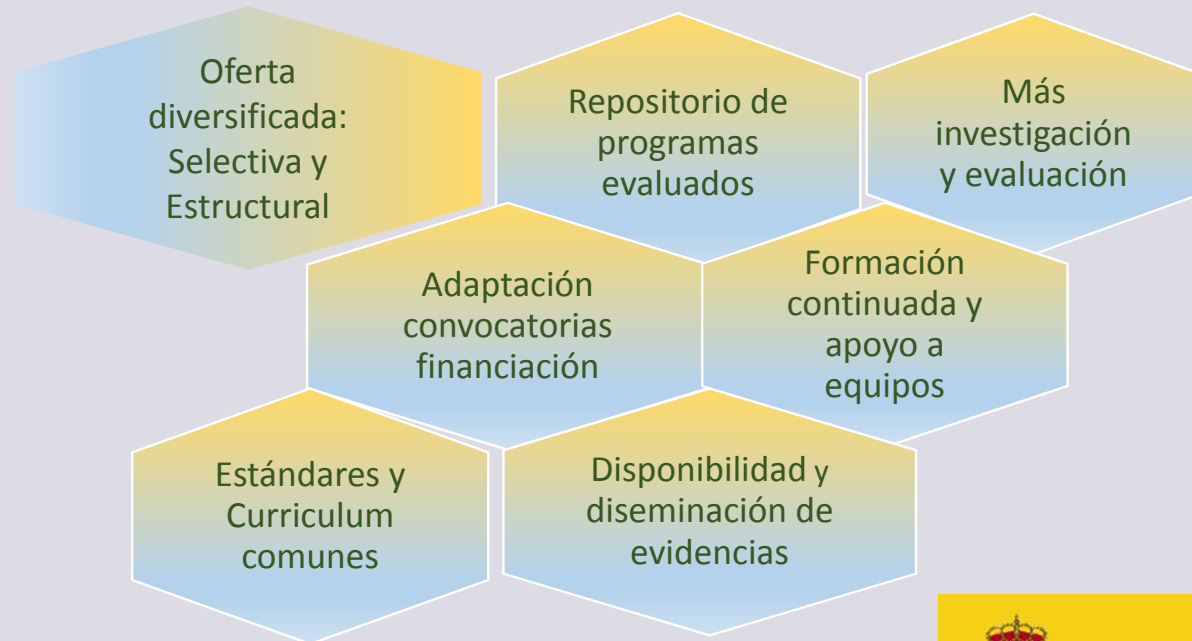 Oferta
diversificada:
Selectiva y
Estructural
Repositorio de
programas
evaluados
Más
investigación
y evaluación
Adaptación
convocatorias
financiación
Formación
continuada y
apoyo a
equipos
Estándares y
Curriculum
comunes
Disponibilidad y
diseminación de
evidencias